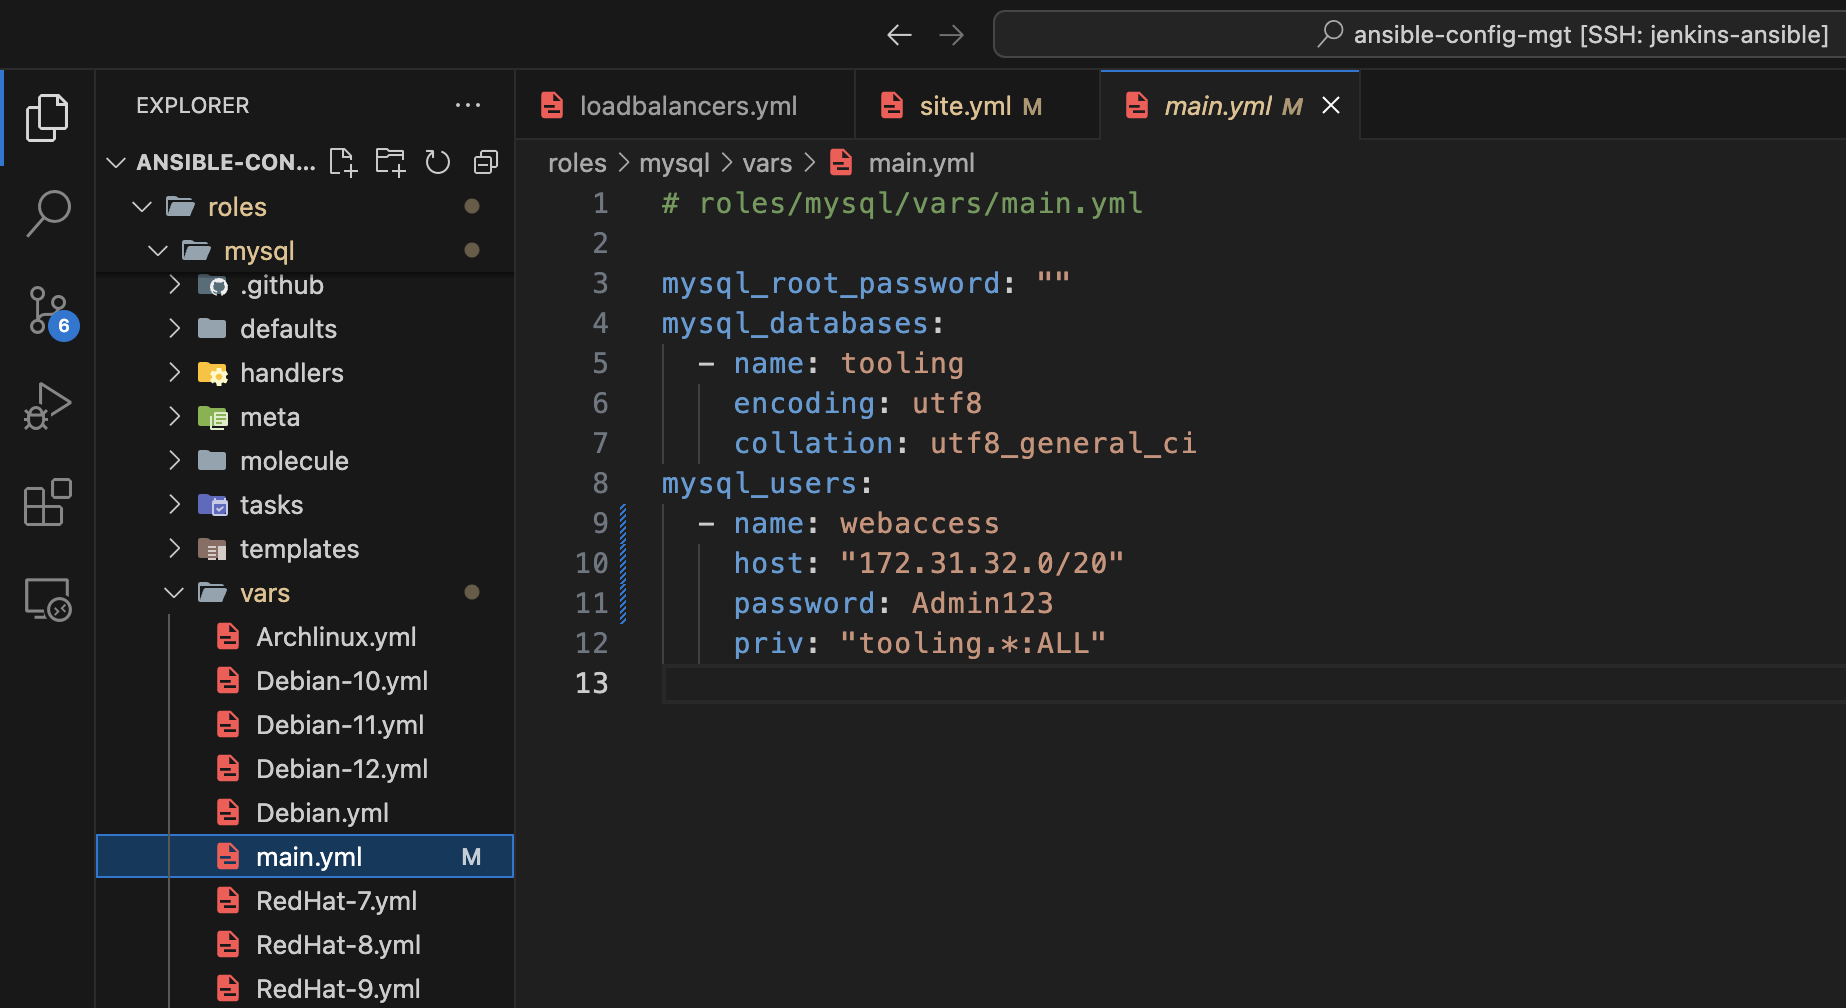 ansible-config-mgt [SSH: jenkins-ansible]
EXPLORER
ANSIBLE-CON...
roles
mysql
.github
defaults
handlers
meta
molecule
tasks
templates
vars
Archlinux.yml
Debian-10.yml
Debian-11.yml
Debian-12.yml
Debian.yml
main.yml M
RedHat-7.yml
RedHat-8.yml
RedHat-9.yml
6
loadbalancers.yml
site.yml M
main.yml M
roles > mysql > vars > main.yml
1 # roles/mysql/vars/main.yml
2
3 mysql_root_password: ""
4 mysql_databases:
5   - name: tooling
6     encoding: utf8
7     collation: utf8_general_ci
8 mysql_users:
9   - name: webaccess
10     host: "172.31.32.0/20"
11     password: Admin123
12     priv: "tooling.*:ALL"
13